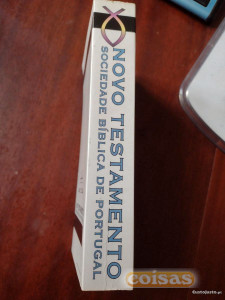 NOVO TESTAMENTO
SOCIEDADE BÍBLICA DE PORTUGAL
coisas